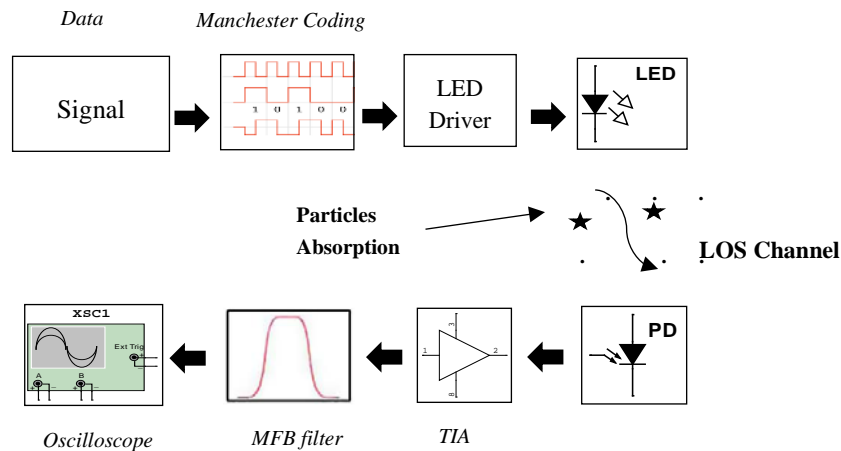 Data
Manchester Coding
Signal
1 0 1 0 0
LED
Driver
LED
Particles
Absorption
LOS Channel
XSC1
Ext Trig
+
–
A
B
+ –
+ –
3
1
2
8
PD
Oscilloscope
MFB filter
TIA